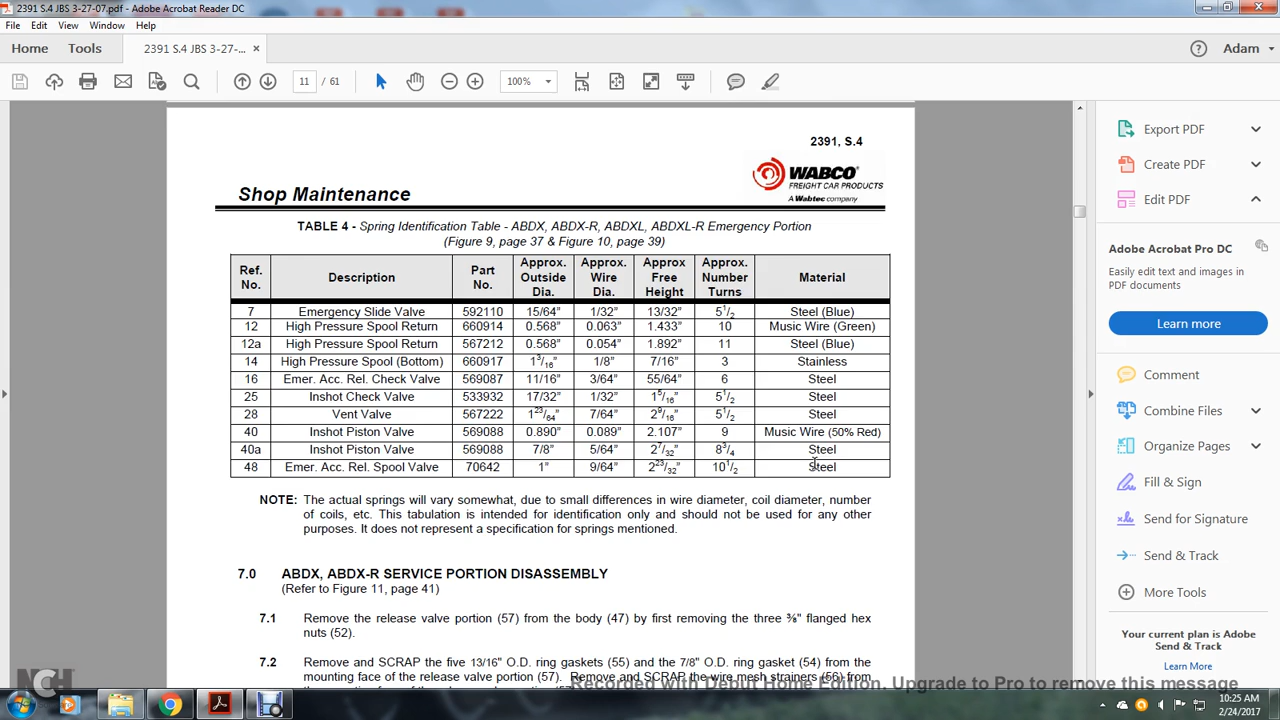 2391 S.4 JBS 3-27-07.pdf - Adobe Acrobat Reader DC
File Edit View Window Help
Home Tools 2391 S.4 JBS 3-27-... × Adam
11 / 61 100%
2391, S.4
WABCO
FREIGHT CAR PRODUCTS
A Wabtec company
Shop Maintenance
TABLE 4 - Spring Identification Table - ABDX, ABDX-R, ABDXL, ABDXL-R Emergency Portion
(Figure 9, page 37 & Figure 10, page 39)
Ref. No. Description Part No. Approx. Outside Dia. Approx. Wire Dia. Approx Free Height Approx. Number Turns Material
7 Emergency Slide Valve 592110 15/64" 1/32" 13/32" 5 1/2 Steel (Blue)
12 High Pressure Spool Return 660914 0.568" 0.063" 1.433" 10 Music Wire (Green)
12a High Pressure Spool Return 567212 0.568" 0.054" 1.892" 11 Steel (Blue)
14 High Pressure Spool (Bottom) 660917 1 3/16" 1/8" 7/16" 3 Stainless
16 Emer. Acc. Rel. Check Valve 569087 11/16" 3/64" 55/64" 6 Steel
25 Inshot Check Valve 533932 17/32" 1/32" 1 5/16" 5 1/2 Steel
28 Vent Valve 567222 1 23/64" 7/64" 2 9/16" 5 1/2 Steel
40 Inshot Piston Valve 569088 0.890" 0.089" 2.107" 9 Music Wire (50% Red)
40a Inshot Piston Valve 569088 7/8" 5/64" 2 7/32" 8 3/4 Steel
48 Emer. Acc. Rel. Spool Valve 70642 1" 9/64" 2 23/32" 10 1/2 Steel
NOTE: The actual springs will vary somewhat, due to small differences in wire diameter, coil diameter, number
of coils, etc. This tabulation is intended for identification only and should not be used for any other
purposes. It does not represent a specification for springs mentioned.
7.0 ABDX, ABDX-R SERVICE PORTION DISASSEMBLY
(Refer to Figure 11, page 41)
7.1 Remove the release valve portion (57) from the body (47) by first removing the three ⅜" flanged hex
nuts (52).
7.2 Remove and SCRAP the five 13/16" O.D. ring gaskets (55) and the 7/8" O.D. ring gasket (54) from the
mounting face of the release valve portion (57). Remove and SCRAP the wire mesh strainers (56) from
Export PDF
Create PDF
Edit PDF
Adobe Acrobat Pro DC
Easily edit text and images in
PDF documents
Learn more
Comment
Combine Files
Organize Pages
Fill & Sign
Send for Signature
Send & Track
More Tools
Your current plan is Adobe
Send & Track
Learn More
NCH
Recorded with Debut Home Edition. Upgrade to Pro to remove this message
10:25 AM
2/24/2017